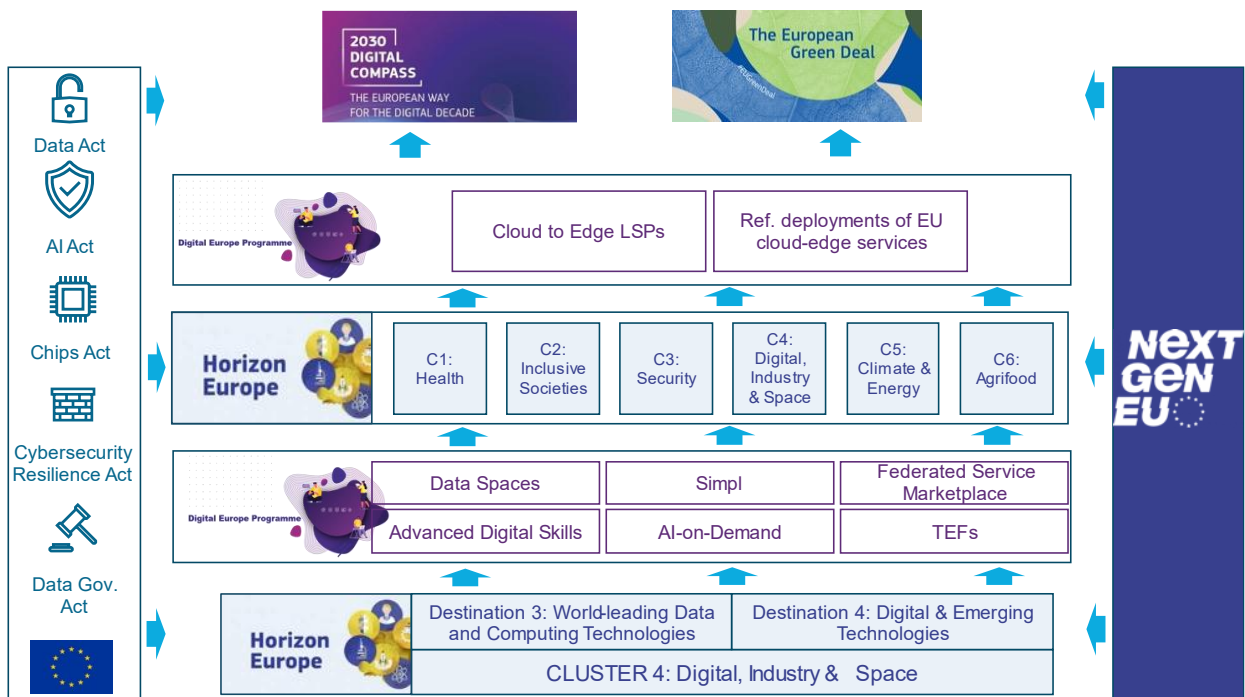 2030
DIGITAL
COMPASS
THE EUROPEAN WAY
FOR THE DIGITAL DECADE
The European
Green Deal
#EUGreenDeal
Data Act
AI Act
Chips Act
Cybersecurity
Resilience Act
Data Gov.
Act
Digital Europe Programme
Cloud to Edge LSPs
Ref. deployments of EU
cloud-edge services
Horizon
Europe
C1:
Health
C2:
Inclusive
Societies
C3:
Security
C4:
Digital,
Industry
& Space
C5:
Climate &
Energy
C6:
Agrifood
Digital Europe Programme
Data Spaces
Simpl
Federated Service
Marketplace
Advanced Digital Skills
AI-on-Demand
TEFs
Horizon
Europe
Destination 3: World-leading Data
and Computing Technologies
Destination 4: Digital & Emerging
Technologies
CLUSTER 4: Digital, Industry & Space
NeXT
GeN
EU